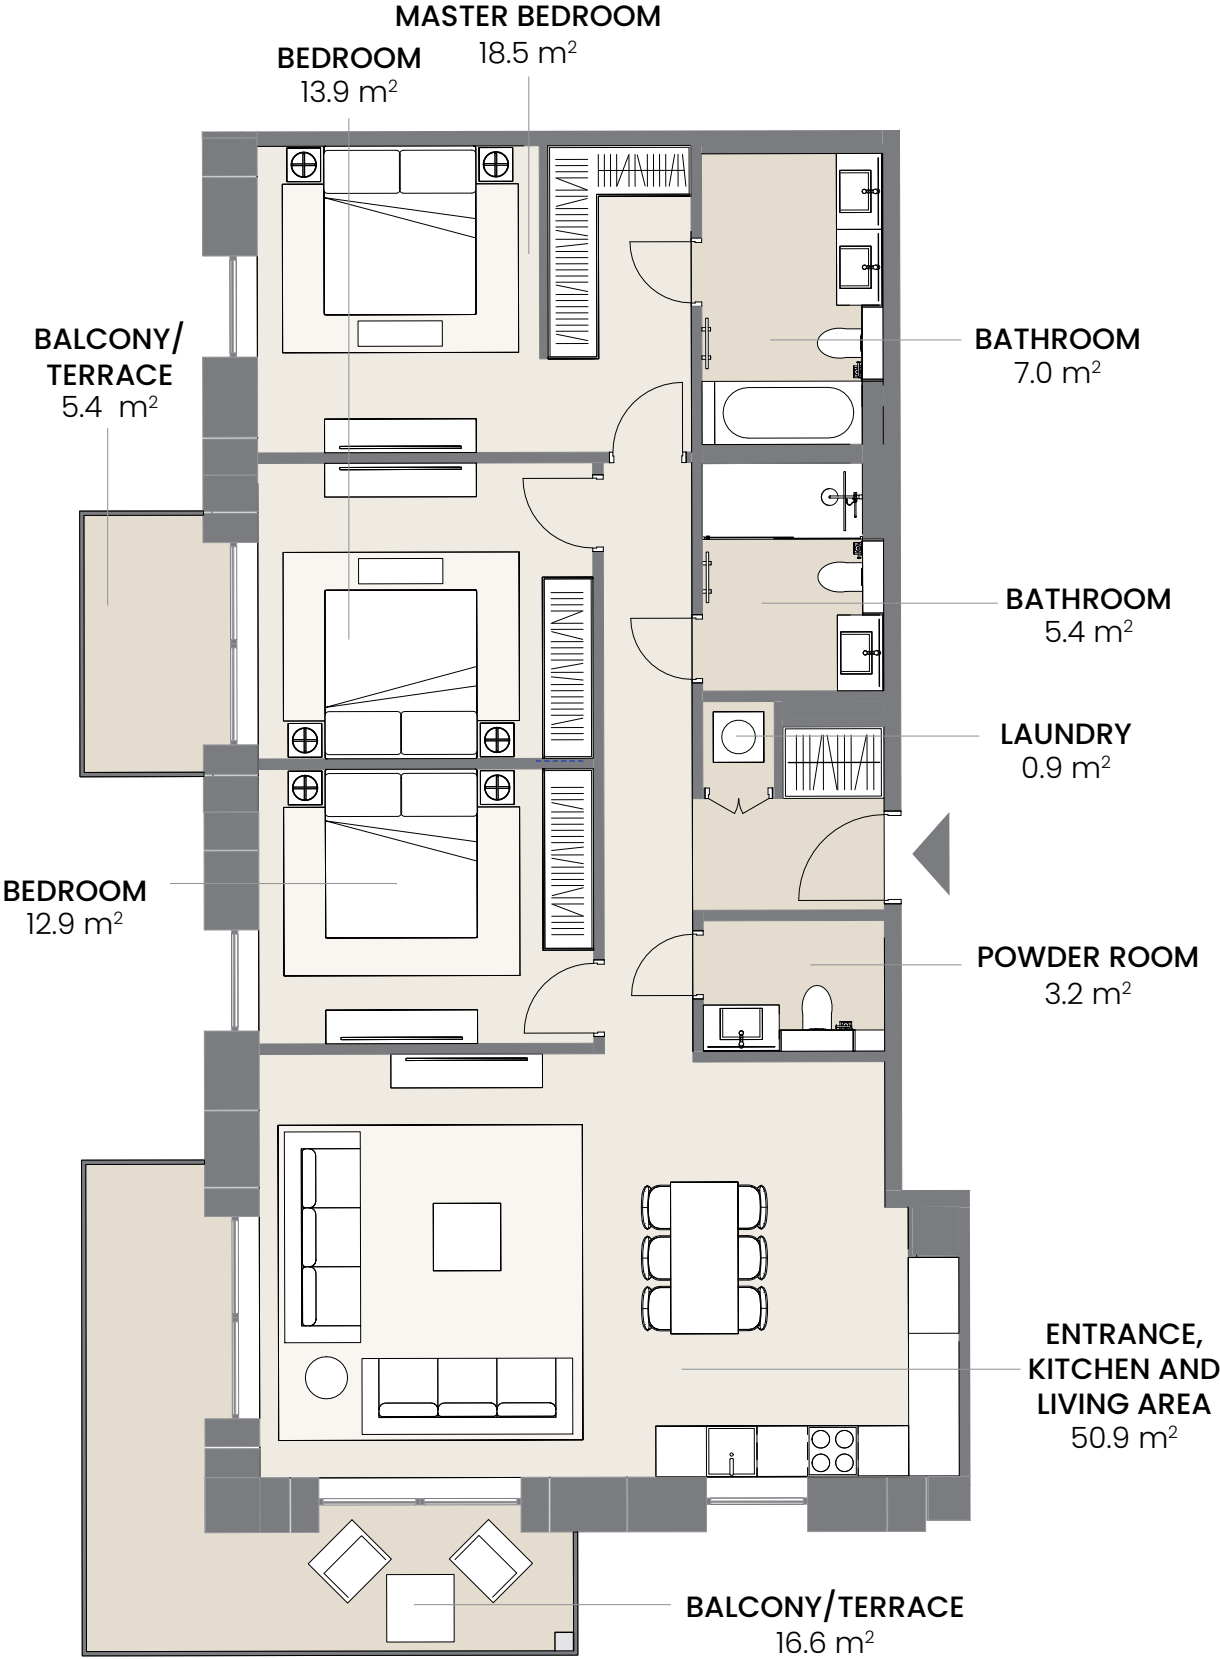 MASTER BEDROOM
18.5 m²
BEDROOM
13.9 m²
BALCONY/
TERRACE
5.4 m²
BATHROOM
7.0 m²
BATHROOM
5.4 m²
LAUNDRY
0.9 m²
BEDROOM
12.9 m²
POWDER ROOM
3.2 m²
ENTRANCE,
KITCHEN AND
LIVING AREA
50.9 m²
BALCONY/TERRACE
16.6 m²